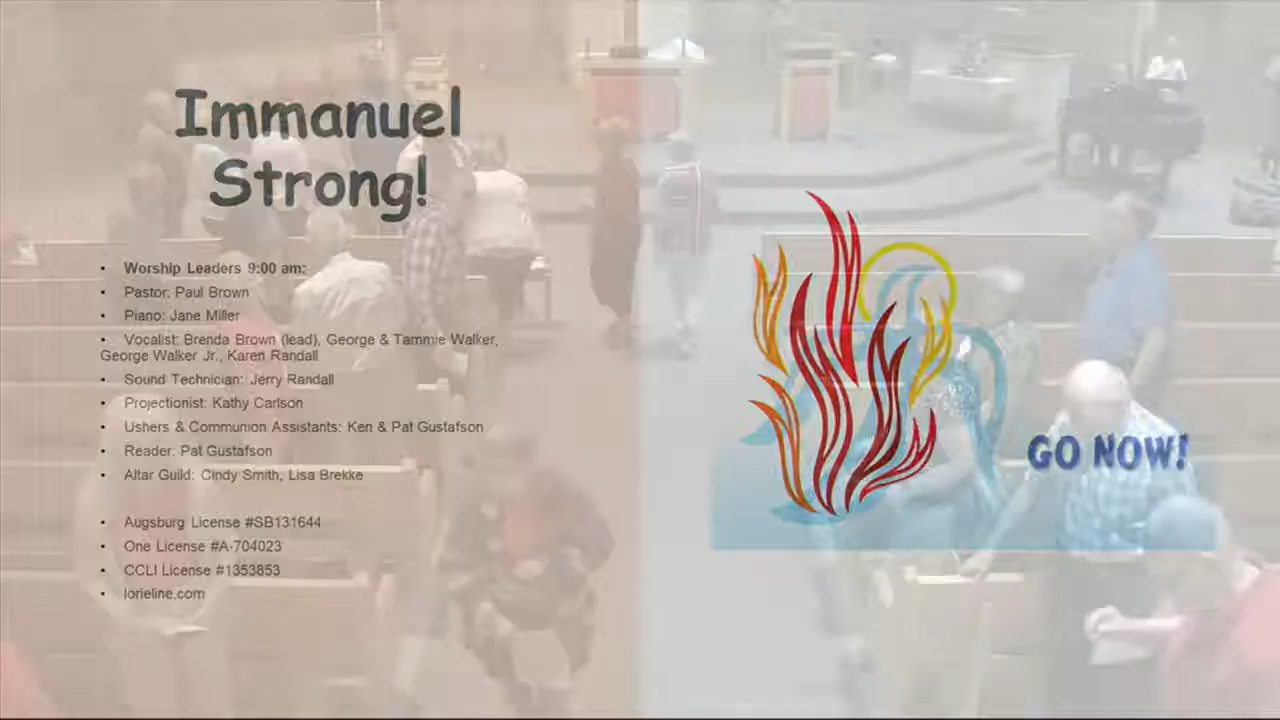 Immanuel
Strong!
• Worship Leaders 9:00 am:
• Pastor: Paul Brown
• Piano: Jane Miller
• Vocalist: Brenda Brown (lead), George & Tammie Walker,
George Walker Jr., Karen Randall
• Sound Technician: Jerry Randall
• Projectionist: Kathy Carlson
• Ushers & Communion Assistants: Ken & Pat Gustafson
• Reader: Pat Gustafson
• Altar Guild: Cindy Smith, Lisa Brekke
• Augsburg License #SB131644
• One License #A-704023
• CCLI License #1353853
• lorieline.com
GO NOW!